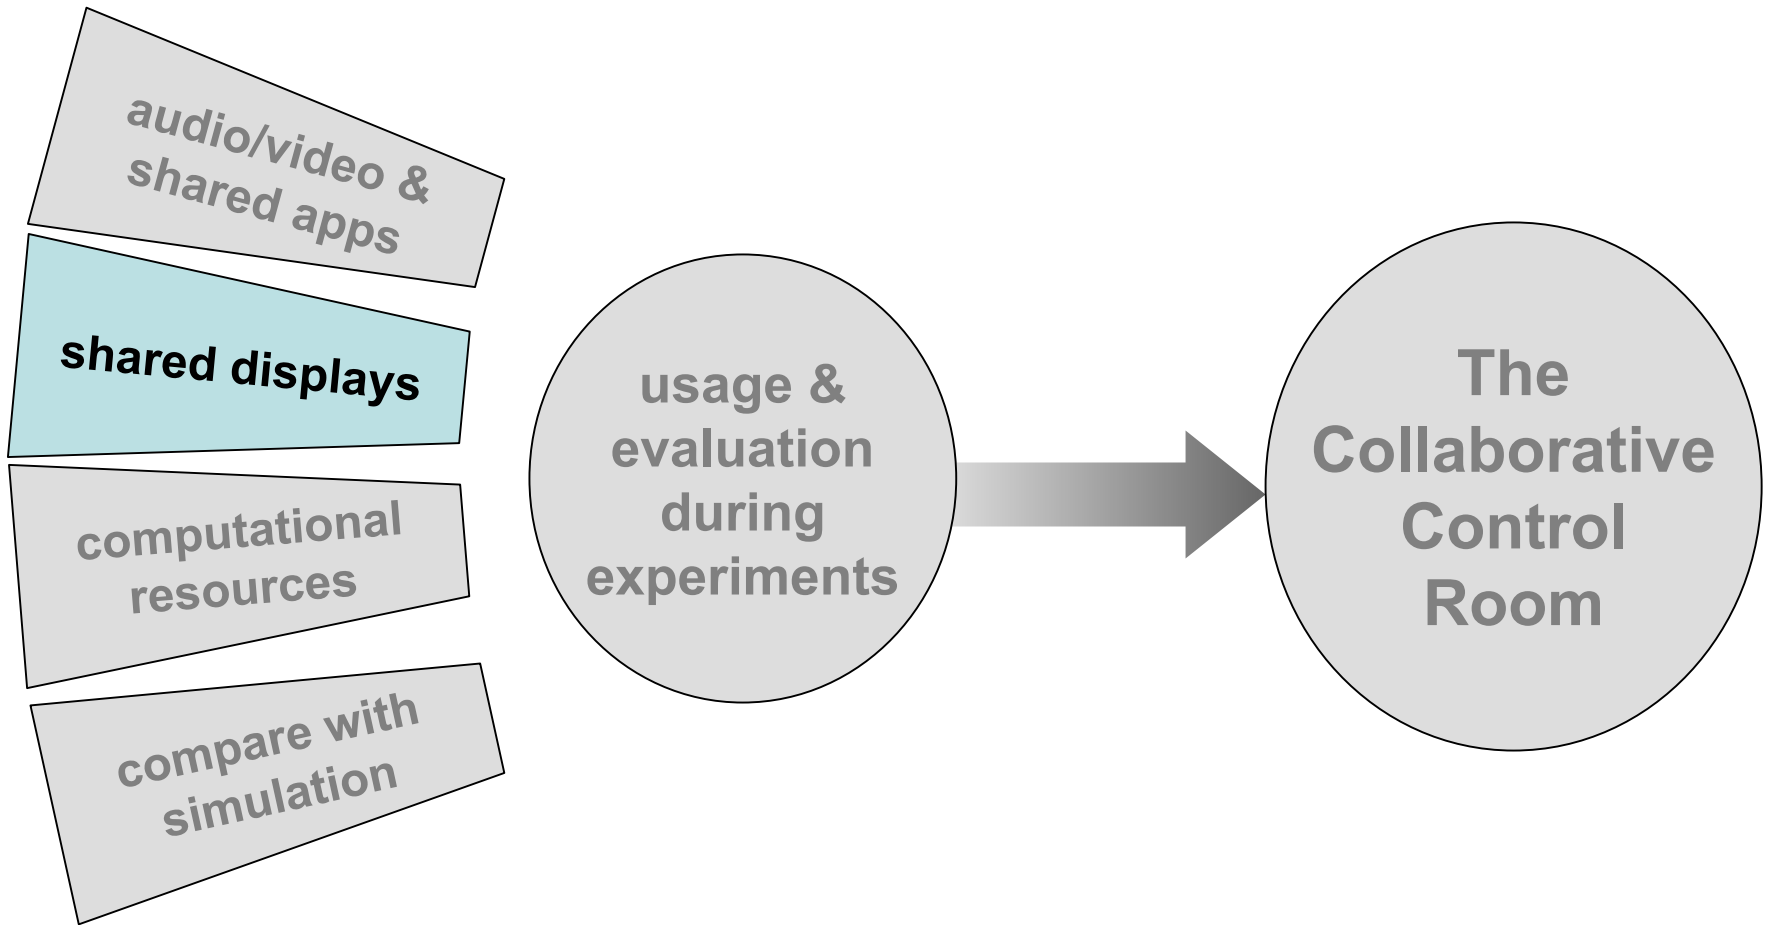 audio/video &
shared apps
shared displays
computational
resources
compare with
simulation
usage &
evaluation
during
experiments
The
Collaborative
Control
Room